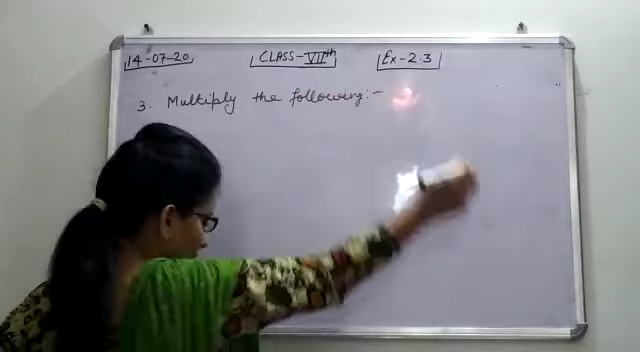 14-07-20 CLASS-VIIth Ex-2.3
3. Multiply the following:-